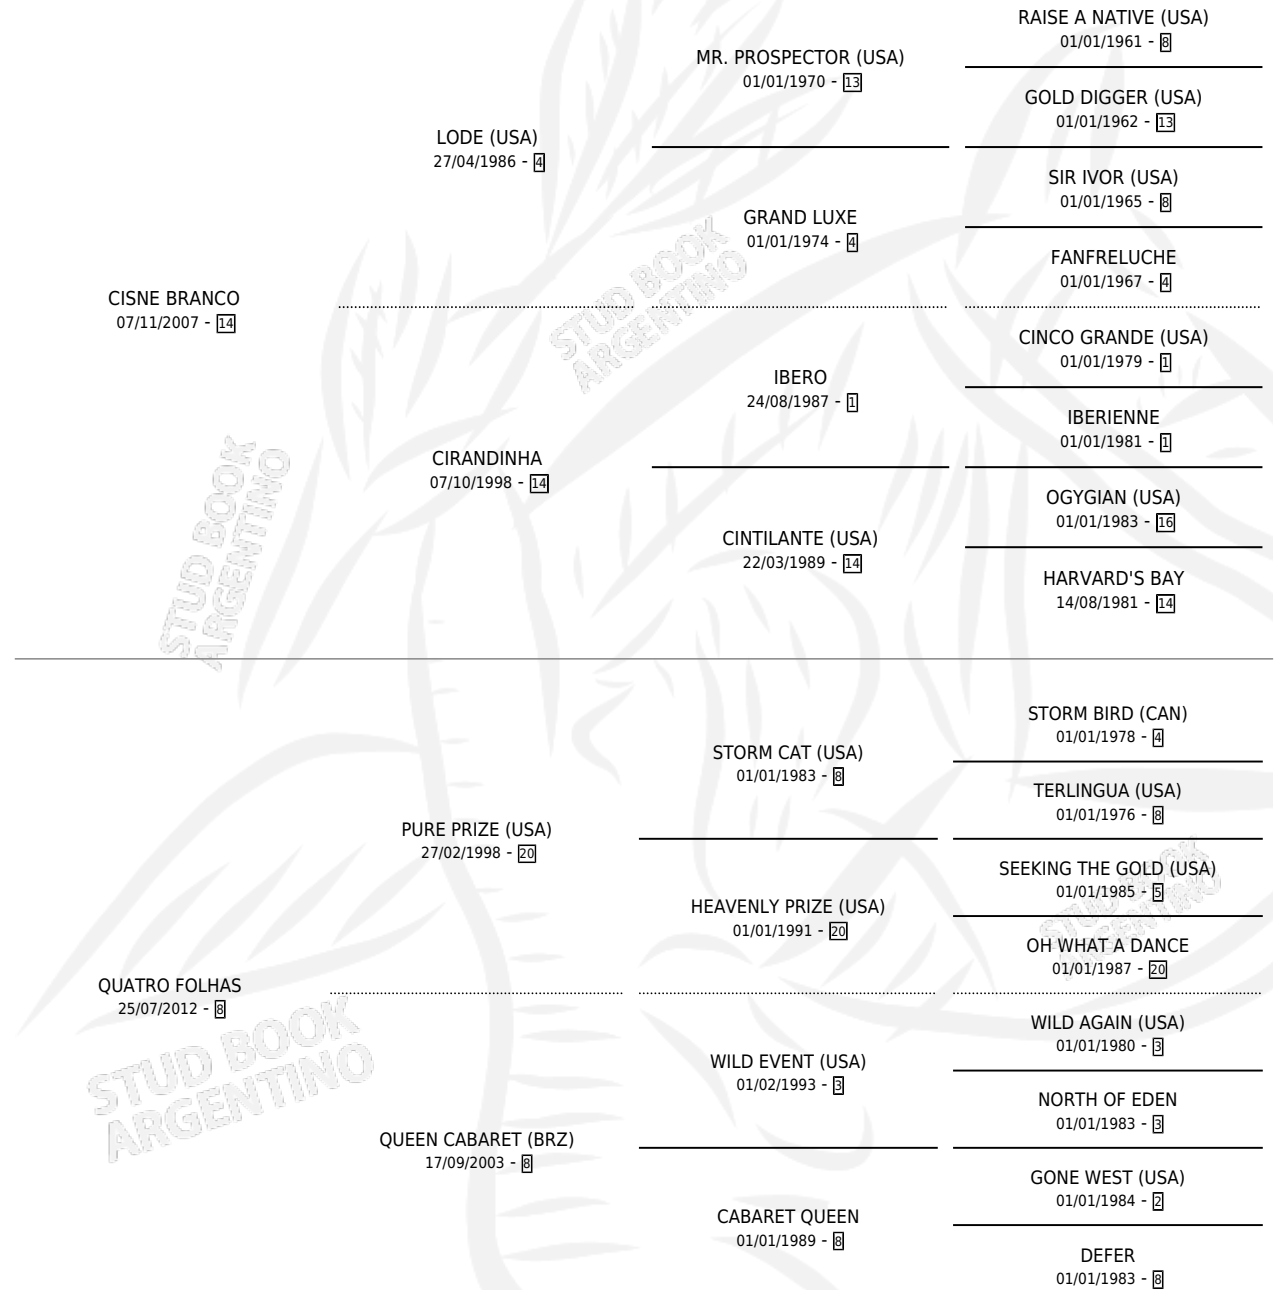 RAISE A NATIVE (USA)
01/01/1961 - 8
MR. PROSPECTOR (USA)
01/01/1970 - 13
GOLD DIGGER (USA)
01/01/1962 - 13
LODE (USA)
27/04/1986 - 4
SIR IVOR (USA)
01/01/1965 - 8
GRAND LUXE
01/01/1974 - 4
FANFRELUCHE
01/01/1967 - 4
CISNE BRANCO
07/11/2007 - 14
CINCO GRANDE (USA)
01/01/1979 - 1
IBERO
24/08/1987 - 1
IBERIENNE
01/01/1981 - 1
CIRANDINHA
07/10/1998 - 14
OGYGIAN (USA)
01/01/1983 - 16
CINTILANTE (USA)
22/03/1989 - 14
HARVARD'S BAY
14/08/1981 - 14
STUD BOOK
ARGENTINO
STUD BOOK
ARGENTINO
STORM BIRD (CAN)
01/01/1978 - 4
STORM CAT (USA)
01/01/1983 - 8
TERLINGUA (USA)
01/01/1976 - 8
PURE PRIZE (USA)
27/02/1998 - 20
SEEKING THE GOLD (USA)
01/01/1985 - 5
HEAVENLY PRIZE (USA)
01/01/1991 - 20
OH WHAT A DANCE
01/01/1987 - 20
QUATRO FOLHAS
25/07/2012 - 8
WILD AGAIN (USA)
01/01/1980 - 3
WILD EVENT (USA)
01/02/1993 - 3
NORTH OF EDEN
01/01/1983 - 3
QUEEN CABARET (BRZ)
17/09/2003 - 8
GONE WEST (USA)
01/01/1984 - 2
CABARET QUEEN
01/01/1989 - 8
DEFER
01/01/1983 - 8
STUD BOOK
ARGENTINO
STUD BOOK
ARGENTINO